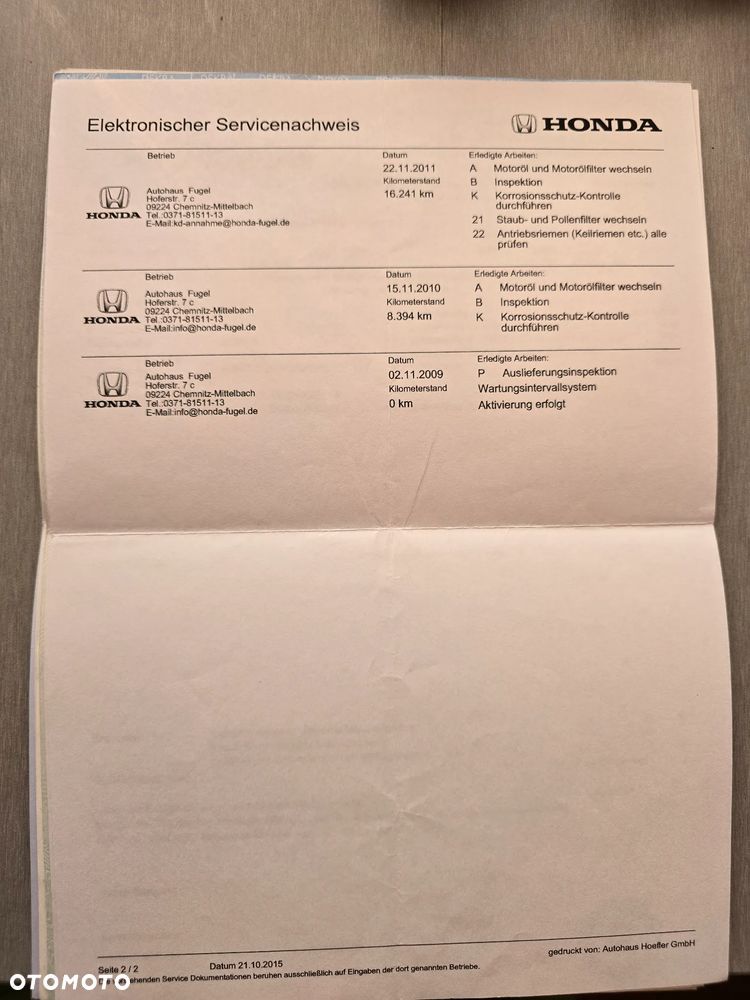 Elektronischer Servicenachweis
HONDA
Betrieb
Datum
Erledigte Arbeiten:
HONDA
Autohaus Fugel
Hoferstr. 7 c
09224 Chemnitz-Mittelbach
Tel.:0371-81511-13
E-Mail:kd-annahme@honda-fugel.de
22.11.2011
Kilometerstand
16.241 km
A Motoröl und Motorölfilter wechseln
B Inspektion
K Korrosionsschutz-Kontrolle
durchführen
21 Staub- und Pollenfilter wechseln
22 Antriebsriemen (Keilriemen etc.) alle
prüfen
Betrieb
Datum
Erledigte Arbeiten:
HONDA
Autohaus Fugel
Hoferstr. 7 c
09224 Chemnitz-Mittelbach
Tel.:0371-81511-13
E-Mail:info@honda-fugel.de
15.11.2010
Kilometerstand
8.394 km
A Motoröl und Motorölfilter wechseln
B Inspektion
K Korrosionsschutz-Kontrolle
durchführen
Betrieb
Datum
Erledigte Arbeiten:
HONDA
Autohaus Fugel
Hoferstr. 7 c
09224 Chemnitz-Mittelbach
Tel.:0371-81511-13
E-Mail:info@honda-fugel.de
02.11.2009
Kilometerstand
0 km
P Auslieferungsinspektion
Wartungsintervallsystem
Aktivierung erfolgt
Seite 2 / 2
Datum 21.10.2015
gedruckt von: Autohaus Hoefler GmbH
Service Dokumentationen beruhen ausschließlich auf Eingaben der dort genannten Betriebe.
OTOMOTO